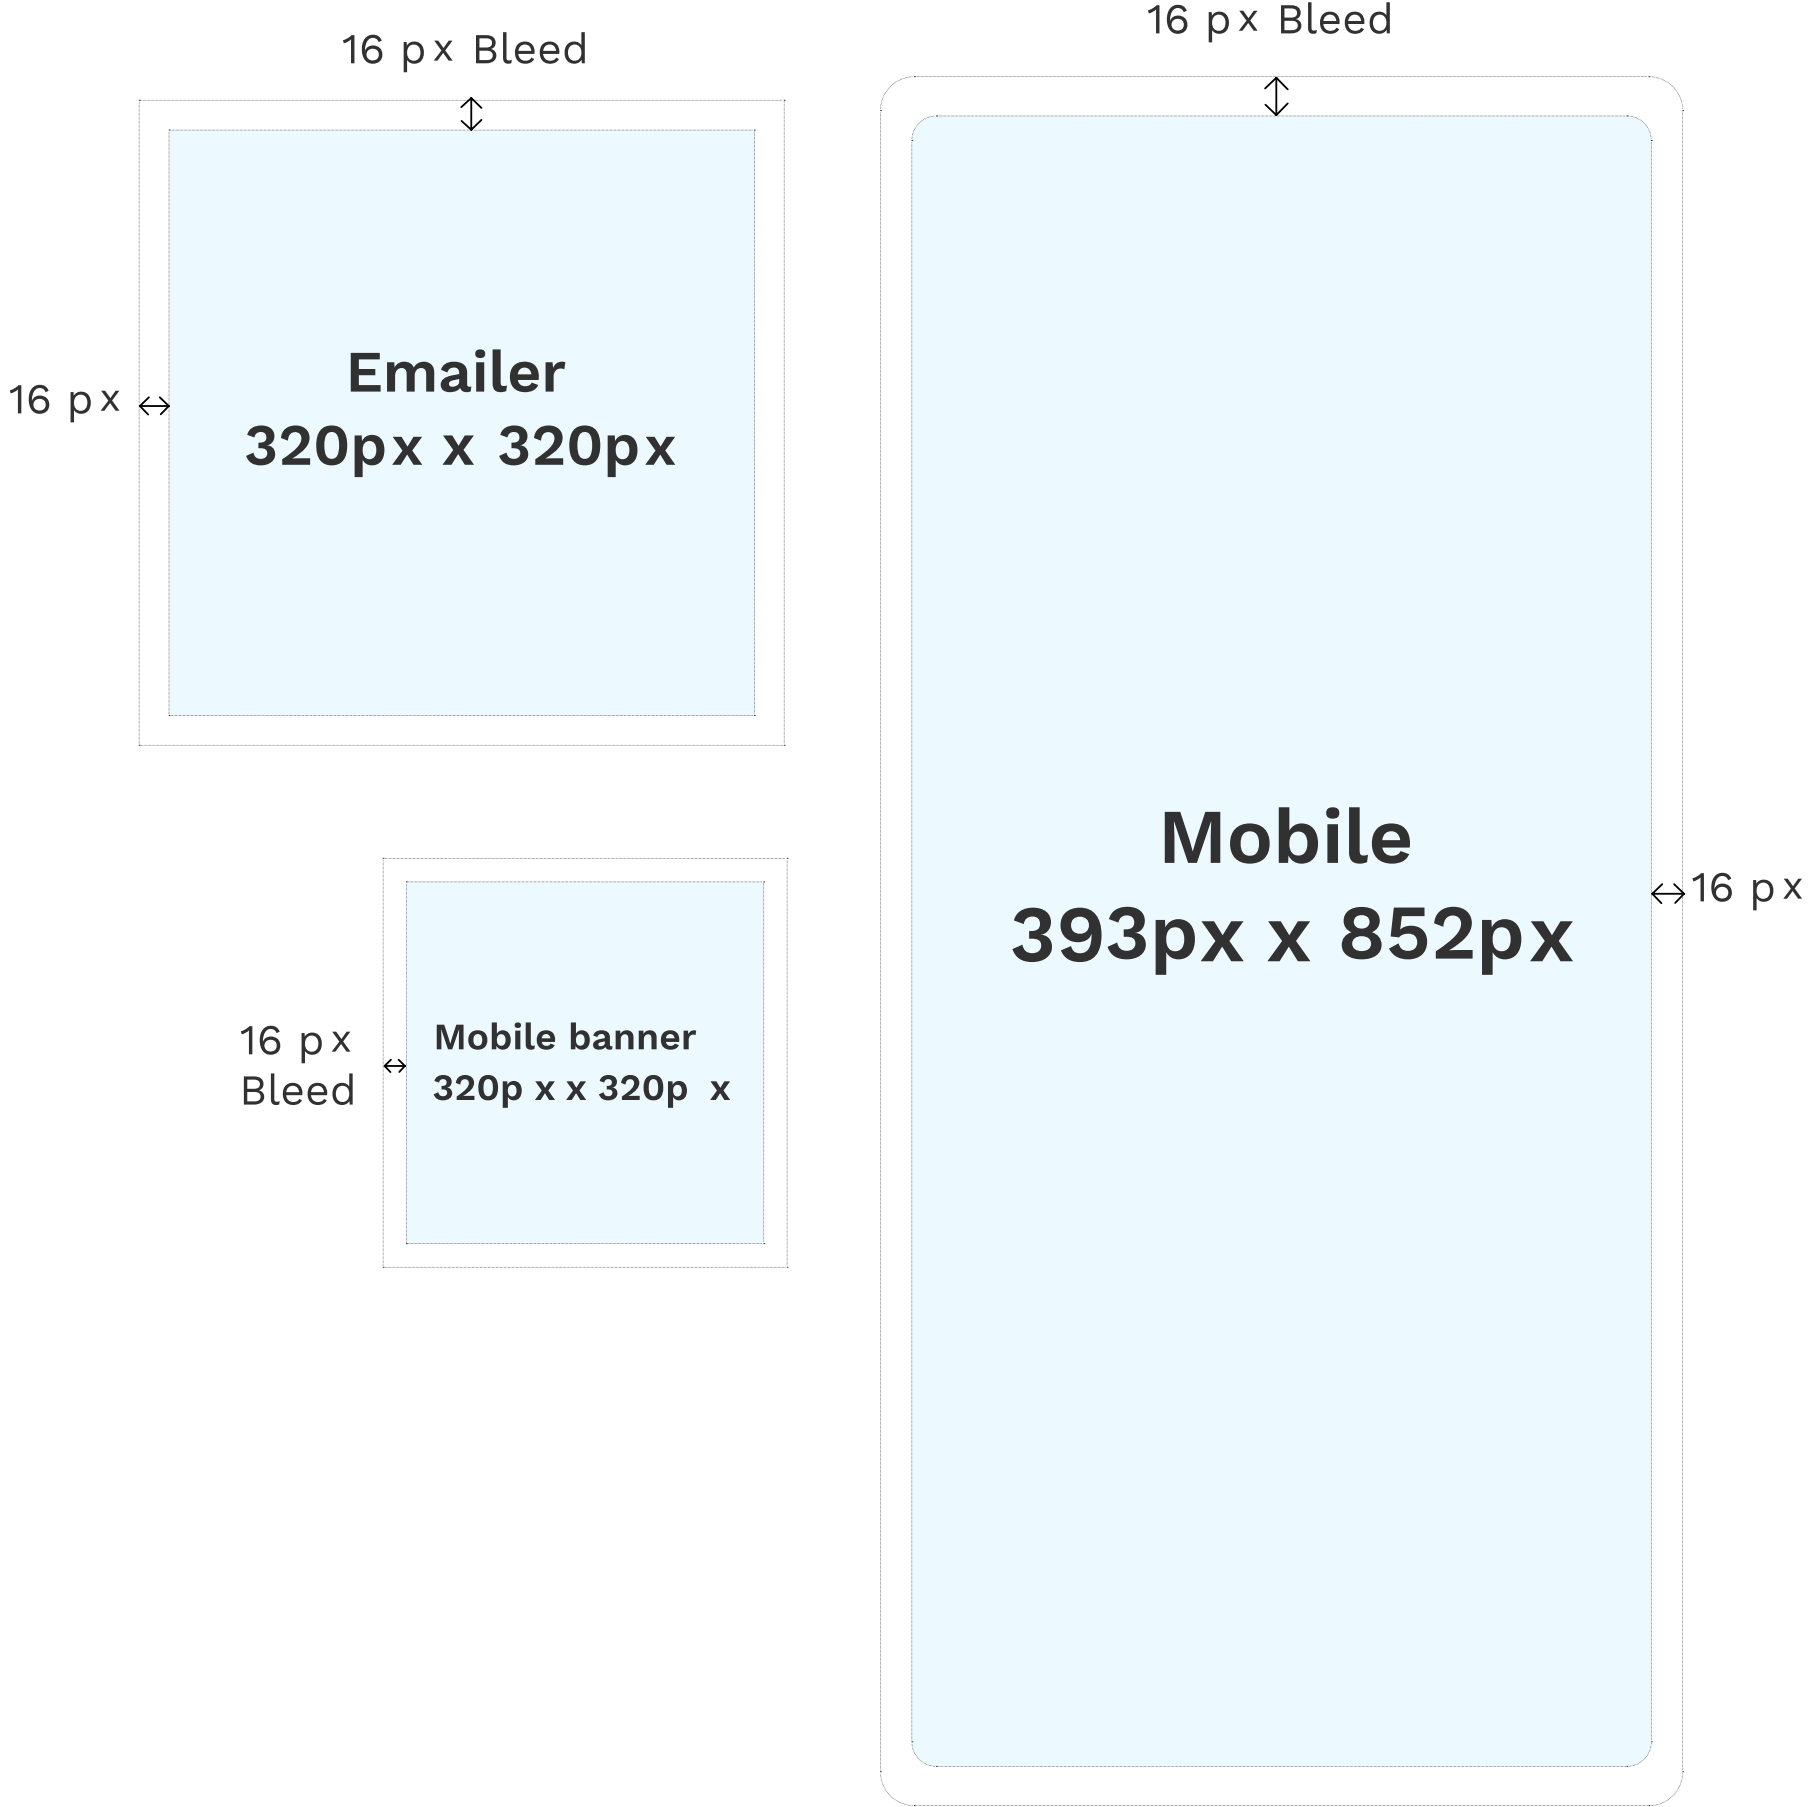 16 px Bleed
16 px
Emailer
320px x 320px
16 px Bleed
Mobile
393px x 852px
16 px
16 px
Bleed
Mobile banner
320p x x 320p x